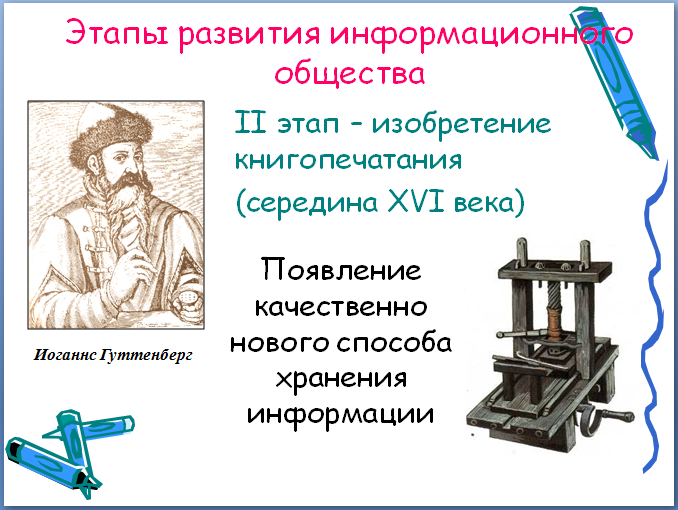 Этапы развития информационного
общества
II этап – изобретение
книгопечатания
(середина XVI века)
Появление
качественно
нового способа
хранения
информации
Иоганнс Гуттенберг